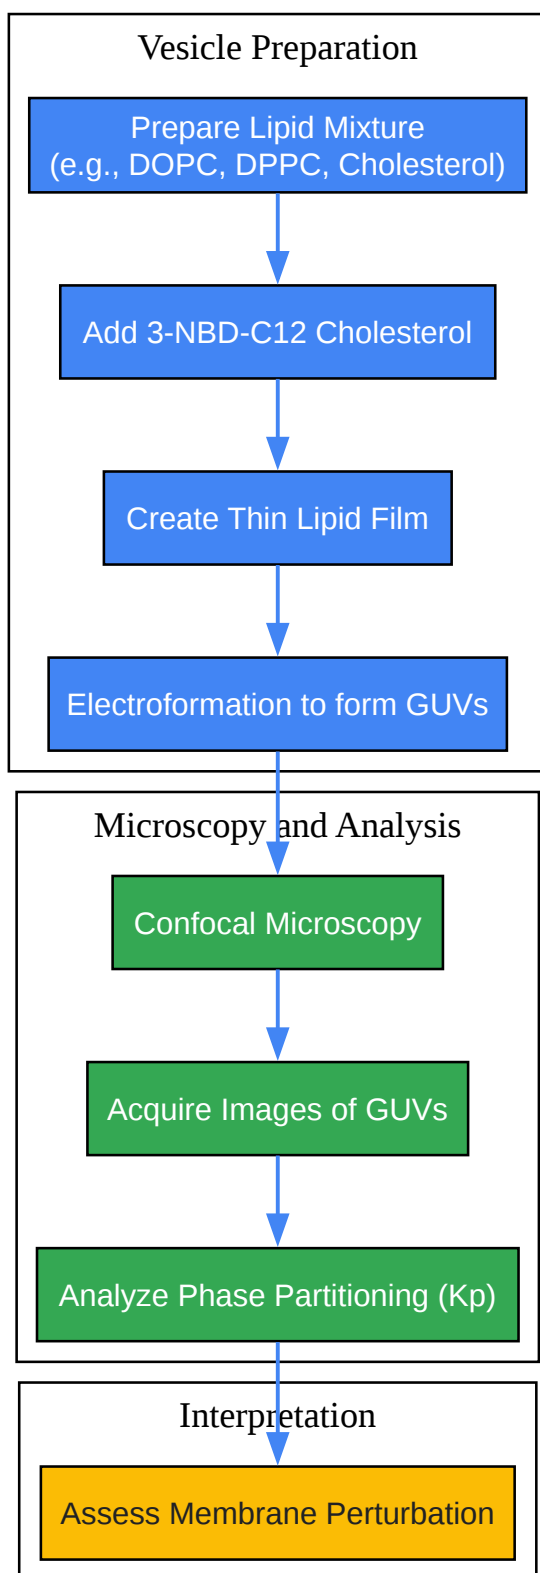 Vesicle Preparation
Prepare Lipid Mixture
(e.g., DOPC, DPPC, Cholesterol)
Add 3-NBD-C12 Cholesterol
Create Thin Lipid Film
Electroformation to form GUVs
Microscopy and Analysis
Confocal Microscopy
Acquire Images of GUVs
Analyze Phase Partitioning (Kp)
Interpretation
Assess Membrane Perturbation